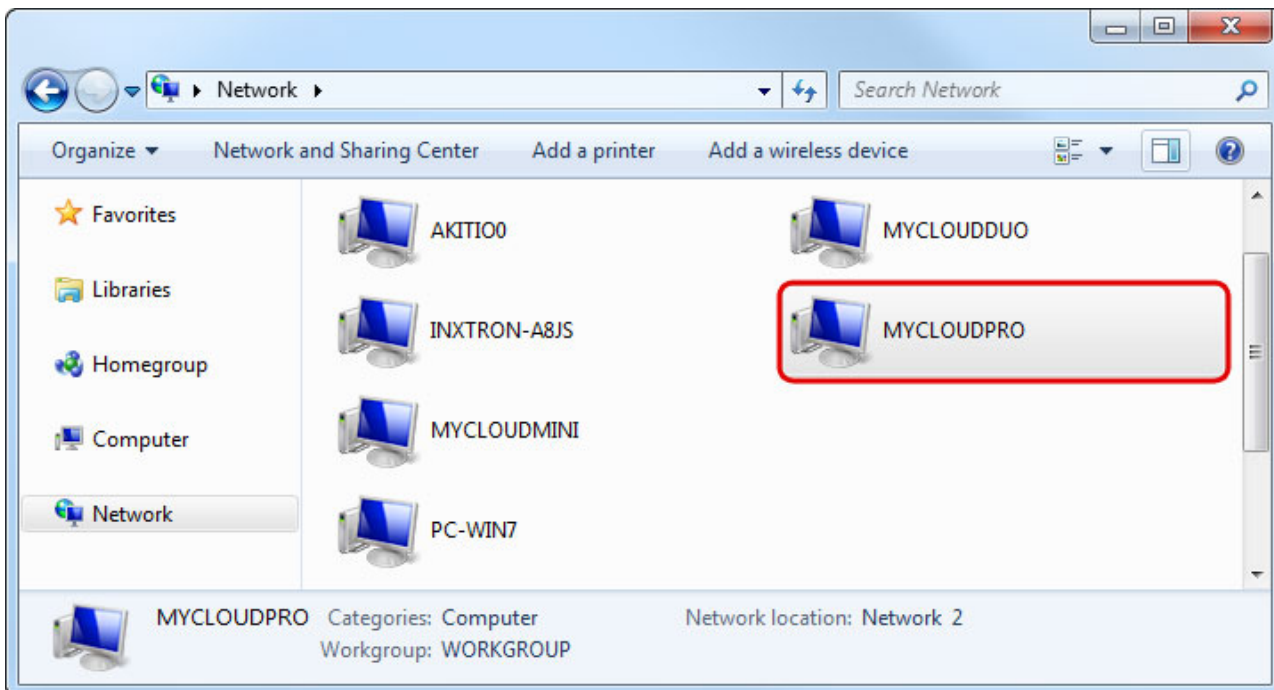 Network
Search Network
Organize Network and Sharing Center Add a printer Add a wireless device
Favorites
Libraries
Homegroup
Computer
Network
AKITIO0
MYCLOUDDUO
INXTRON-A8JS
MYCLOUDPRO
MYCLOUDMINI
PC-WIN7
MYCLOUDPRO Categories: Computer Network location: Network 2
Workgroup: WORKGROUP